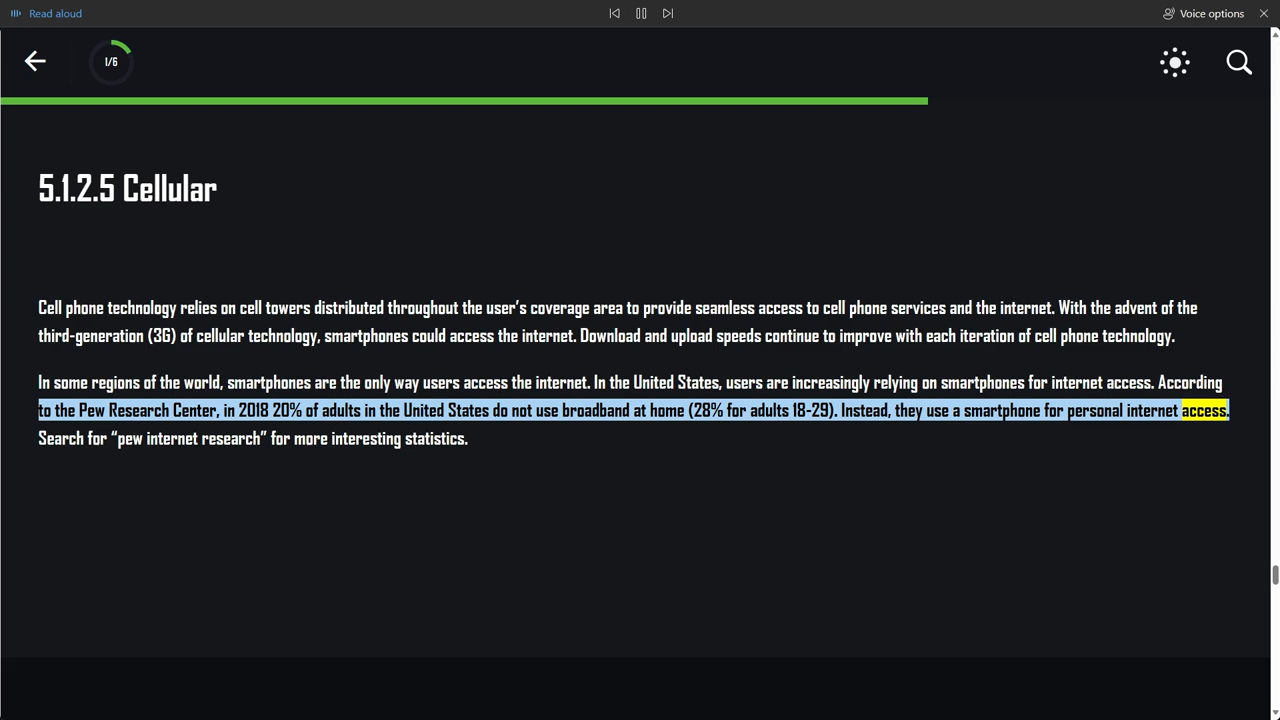 Read aloud
Voice options
1/6
5.1.2.5 Cellular
Cell phone technology relies on cell towers distributed throughout the user’s coverage area to provide seamless access to cell phone services and the internet. With the advent of the
third-generation (3G) of cellular technology, smartphones could access the internet. Download and upload speeds continue to improve with each iteration of cell phone technology.
In some regions of the world, smartphones are the only way users access the internet. In the United States, users are increasingly relying on smartphones for internet access. According
to the Pew Research Center, in 2018 20% of adults in the United States do not use broadband at home (28% for adults 18-29). Instead, they use a smartphone for personal internet access.
Search for “pew internet research” for more interesting statistics.